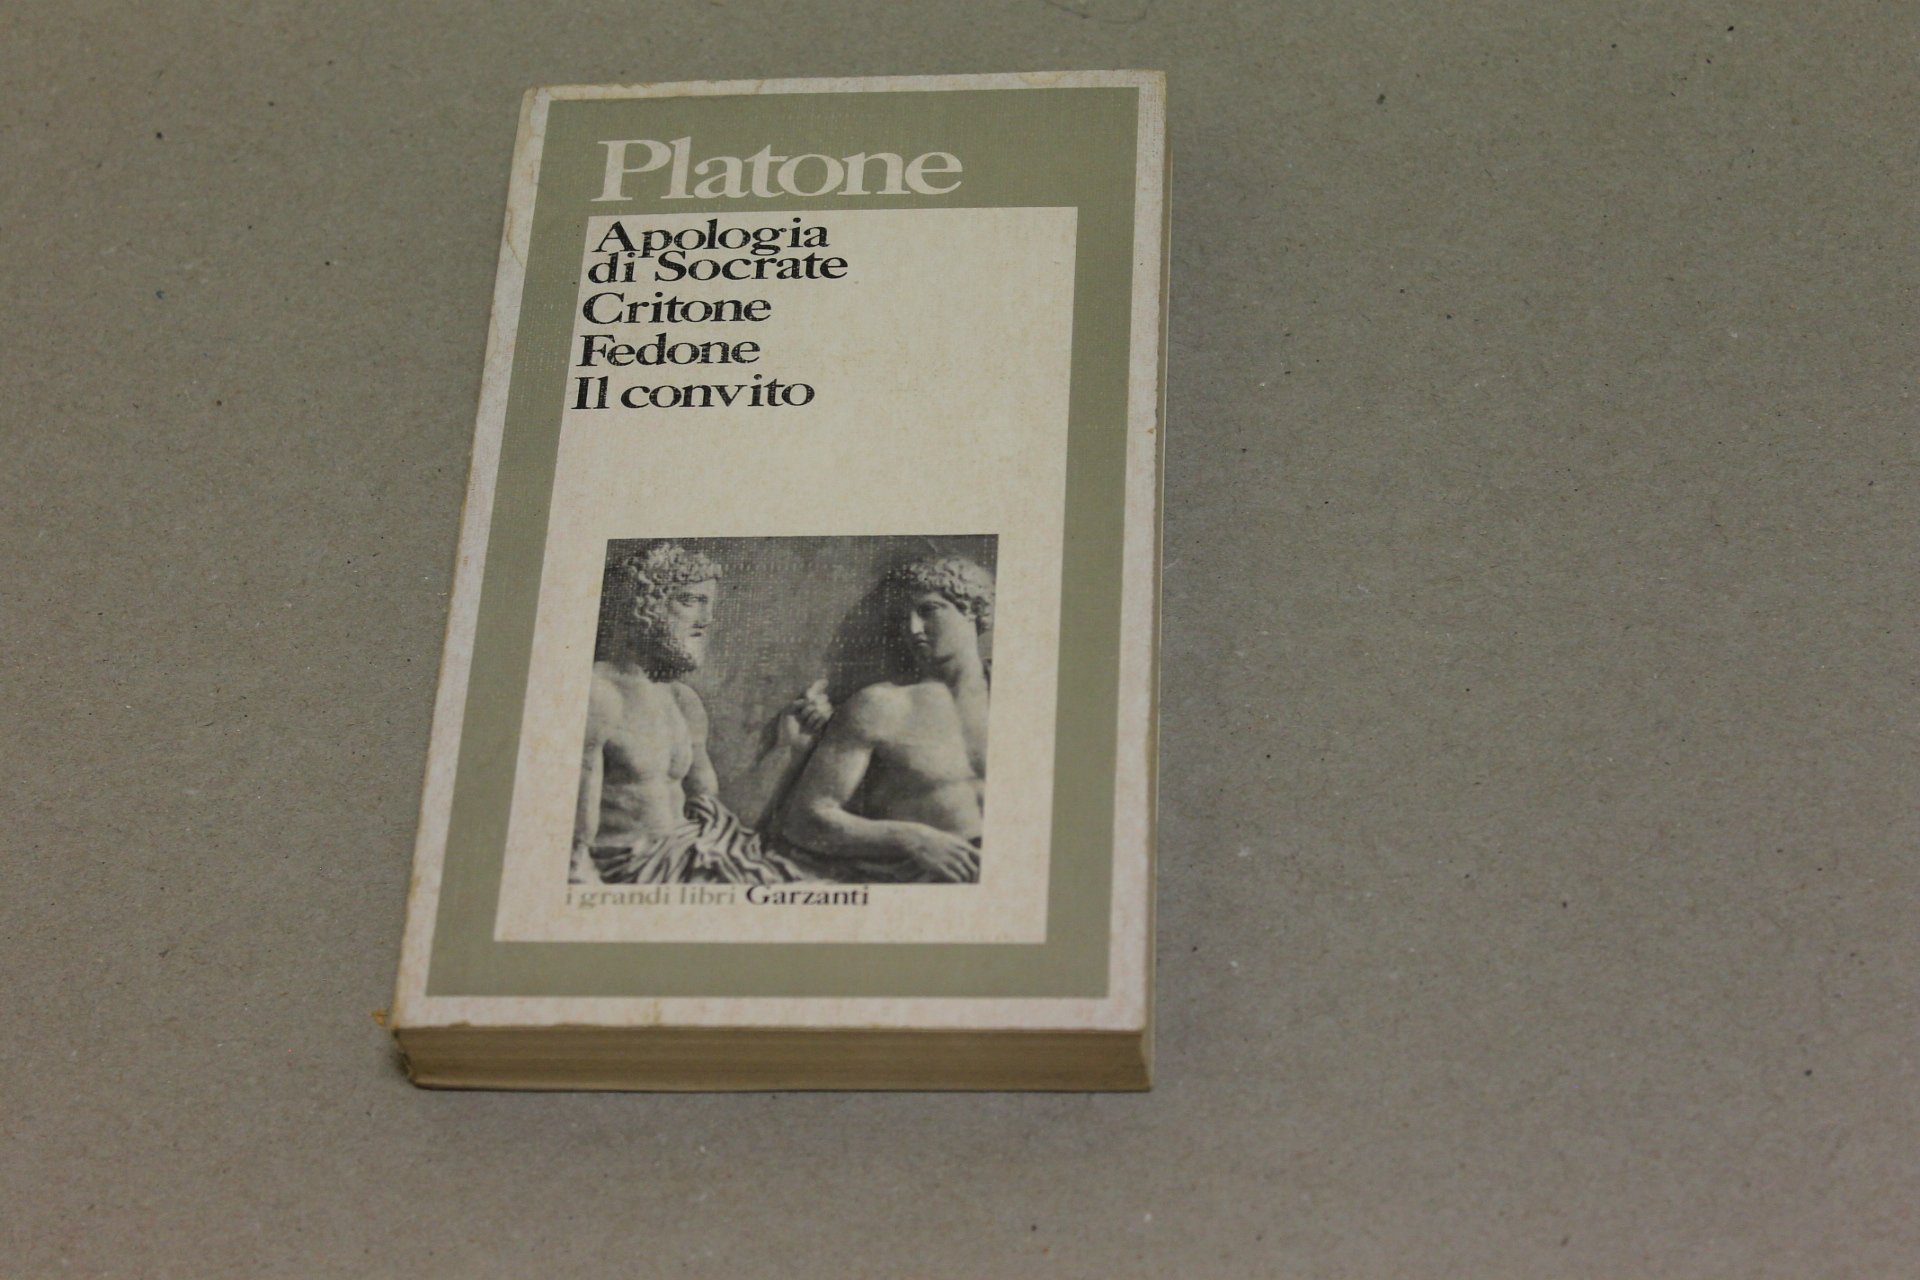 Platone
Apologia
di Socrate
Critone
Fedone
Il convito
i grandi libri Garzanti